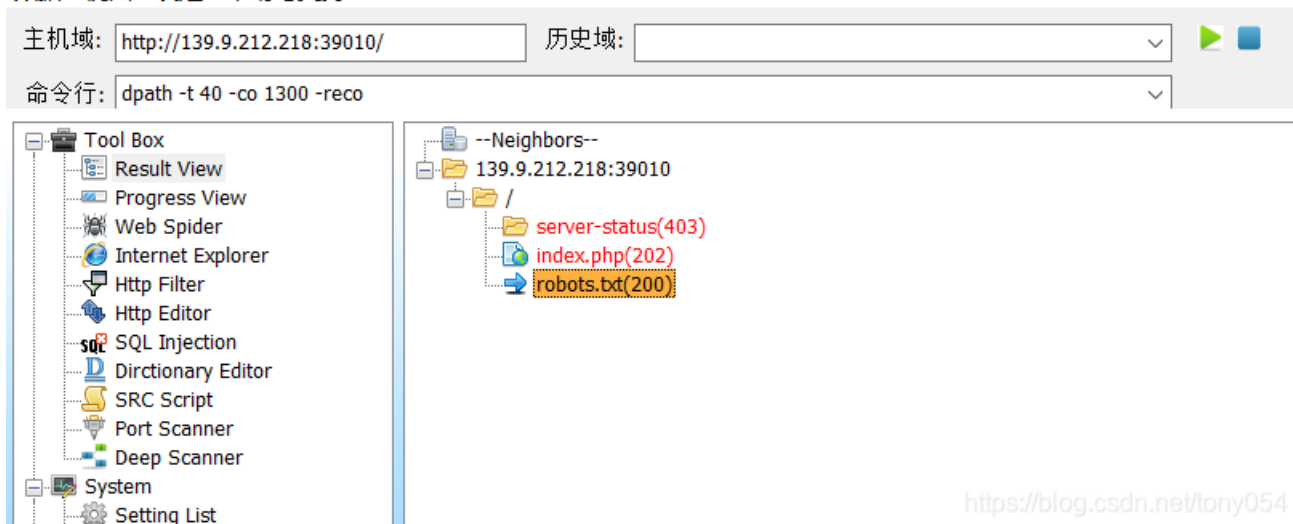 主机域: http://139.9.212.218:39010/ 历史域:
命令行: dpath -t 40 -co 1300 -reco
Tool Box
Result View
Progress View
Web Spider
Internet Explorer
Http Filter
Http Editor
SQL Injection
Dirctionary Editor
SRC Script
Port Scanner
Deep Scanner
System
Setting List
--Neighbors--
139.9.212.218:39010
/
server-status(403)
index.php(202)
robots.txt(200)
https://blog.csdn.net/tony054